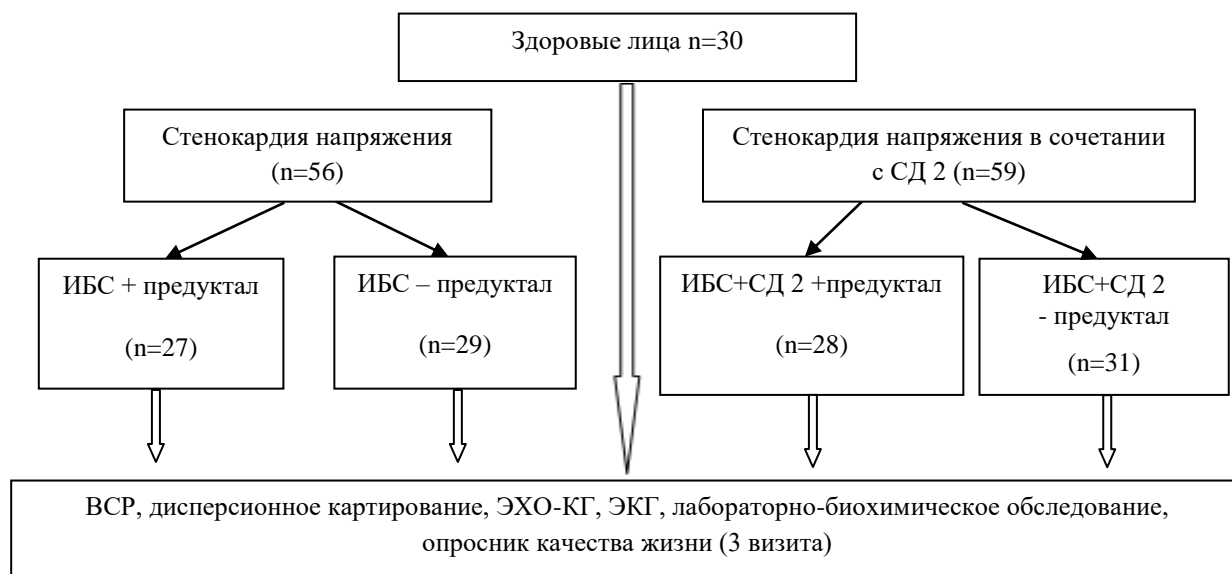 Здоровые лица n=30
Стенокардия напряжения
(n=56)
Стенокардия напряжения в сочетании
с СД 2 (n=59)
ИБС + предуктал
(n=27)
ИБС – предуктал
(n=29)
ИБС+СД 2 +предуктал
(n=28)
ИБС+СД 2
- предуктал
(n=31)
ВСР, дисперсионное картирование, ЭХО-КГ, ЭКГ, лабораторно-биохимическое обследование,
опросник качества жизни (3 визита)